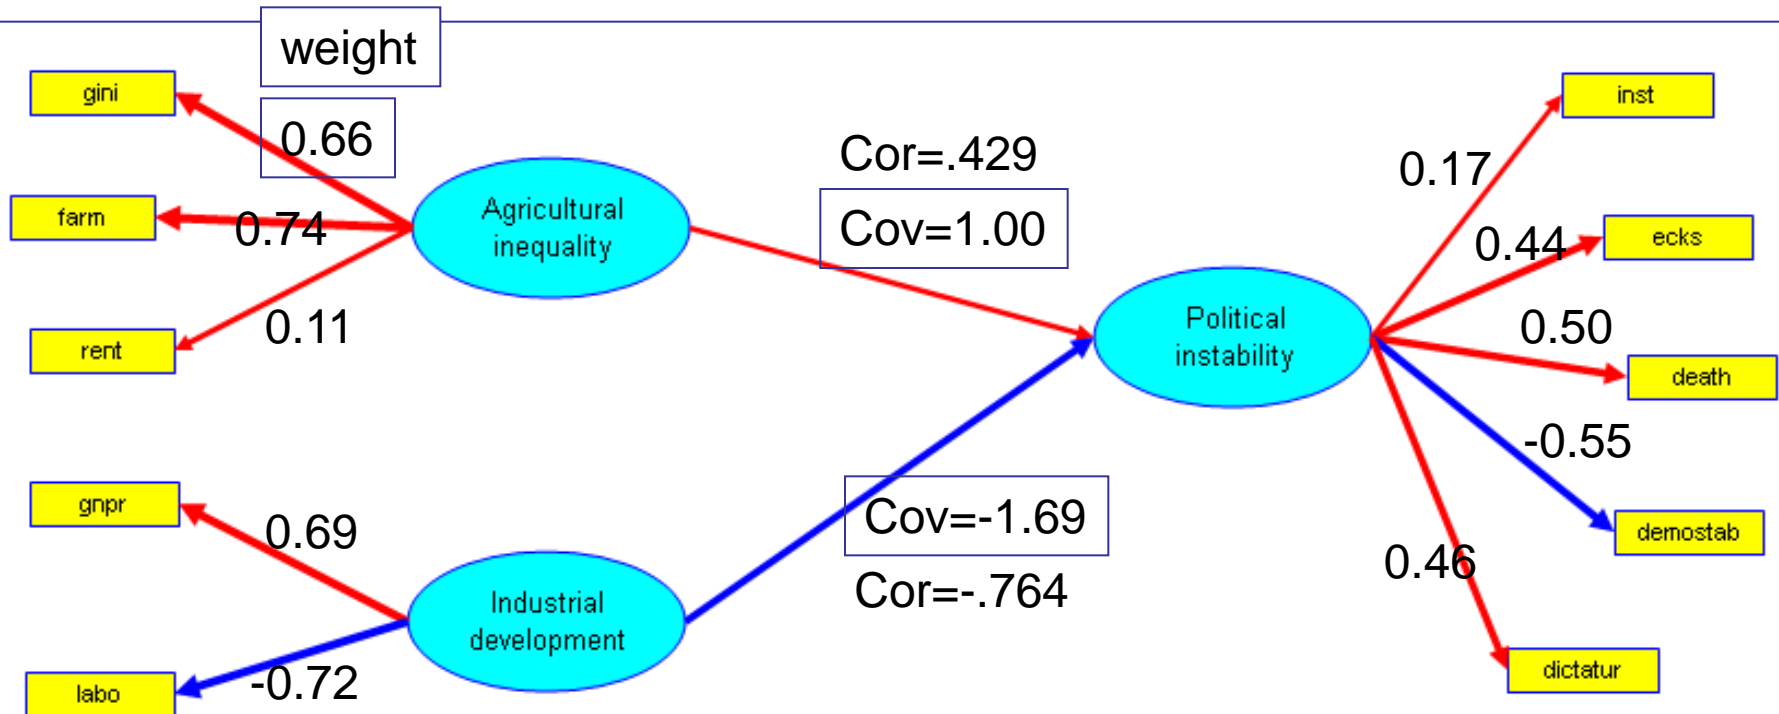 weight
gini
0.66
farm
0.74
rent
0.11
Agricultural
inequality
Cor=.429
Cov=1.00
gnpr
0.69
labo
-0.72
Industrial
development
Cov=-1.69
Cor=-.764
Political
instability
inst
0.17
ecks
0.44
death
0.50
demostab
-0.55
dictatur
0.46